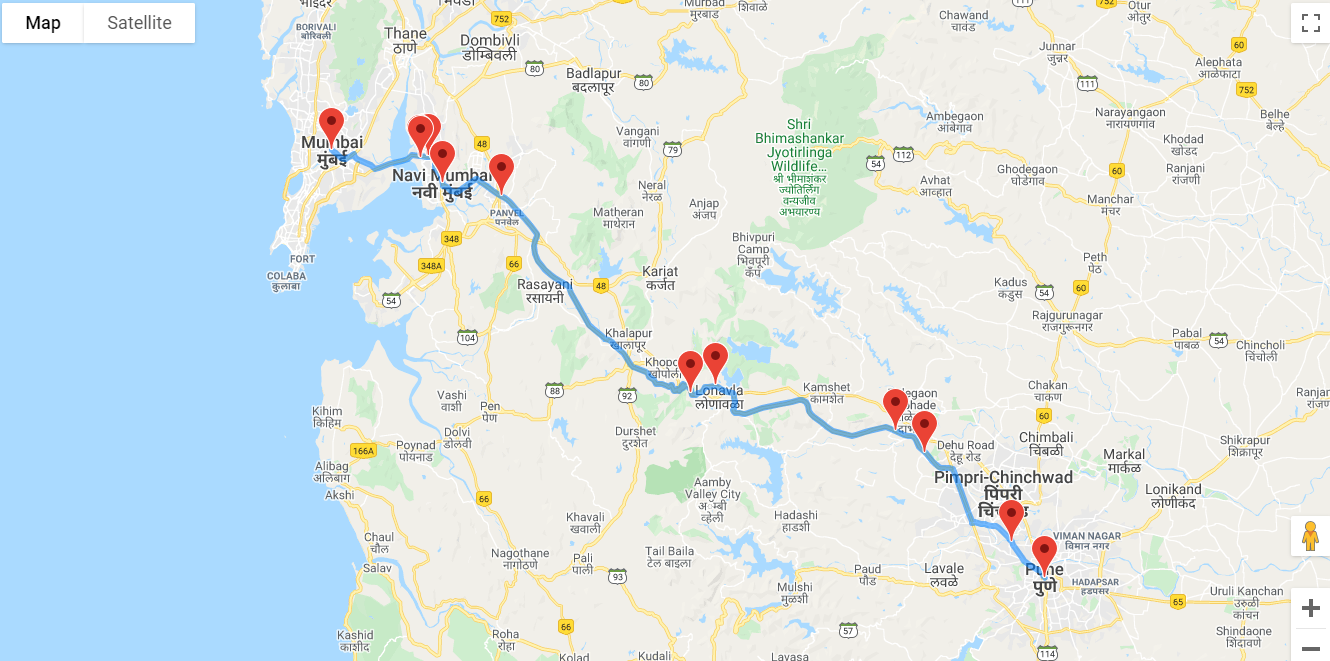 Map
Satellite
भाइंदर
ाभवडा
752
Murbad
मुरबाड
शिवाळे
752
Otur
ओतुर
BORIVALI
बोरिवली
Thane
ठाणे
Dombivli
डोम्बिवली
Chawand
चावंड
80
Badlapur
बदलापूर
80
Junnar
जुन्नर
60
Alephata
आळेफाटा
111
752
Shri
Bhimashankar
Jyotirlinga
Wildlife...
श्री भीमाशंकर
ज्योतिर्लिंग
वन्यजीव
अभयारण्य
Ambegaon
आंबेगाव
Narayangaon
नारायणगाव
Belhe
बेल्हे
Vangani
वांगणी
Mumbai
मुंबई
48
79
54
112
Khodad
खोडद
Navi Mumbai
नवी मुंबई
Avhat
आव्हात
Ghodegaon
घोडेगाव
60
Ranjani
रांजणी
Neral
नेरळ
Manchar
मंचर
PANVEL
पनवेल
Matheran
माथेरान
Anjap
अंजप
348
Bhivpuri
Camp
भिवपूरी
कँप
FORT
COLABA
कुलाबा
348A
66
Karjat
कर्जत
Peth
पेठ
Rasayani
रसायनी
48
Kadus
कडुस
54
60
54
Rajgurunagar
राजगुरूनगर
104
Khalapur
खालापूर
Pabal
पाबळ
54
Chincholi
चिंचोली
Khopoli
खोपोली
88
92
Lonavla
लोणावळा
Kamshet
कामशेत
Chakan
चाकण
Vashi
वाशी
Pen
पेण
60
Kihim
किहिम
Dolvi
डोलवी
Durshet
दुरशेत
Dehu Road
देहू रोड
Chimbali
चिंबळी
Shikrapur
शिक्रापूर
166A
Poynad
पोयनाड
Markal
मार्कळ
Alibag
अलिबाग
Akshi
66
Aamby
Valley City
Pimpri-Chinchwad
पिंपरी
Lonikand
लोणीकंद
Khavali
खवाली
Hadashi
हाडशी
Chaul
चौल
VIMAN NAGAR
विमान नगर
Nagothane
नागोठणे
Pali
पाली
Tail Baila
टेल बाइला
Salav
Paud
पौड
Lavale
लवळे
Pune
पुणे
HADAPSAR
हडपसर
93
Mulshi
मुळशी
65
Uruli Kanchan
उरुळी
कांचन
Kashid
काशीद
66
Roha
रोहा
57
Shindaone
शिंदावणे
Kolad
Kudali
Lavasa
114